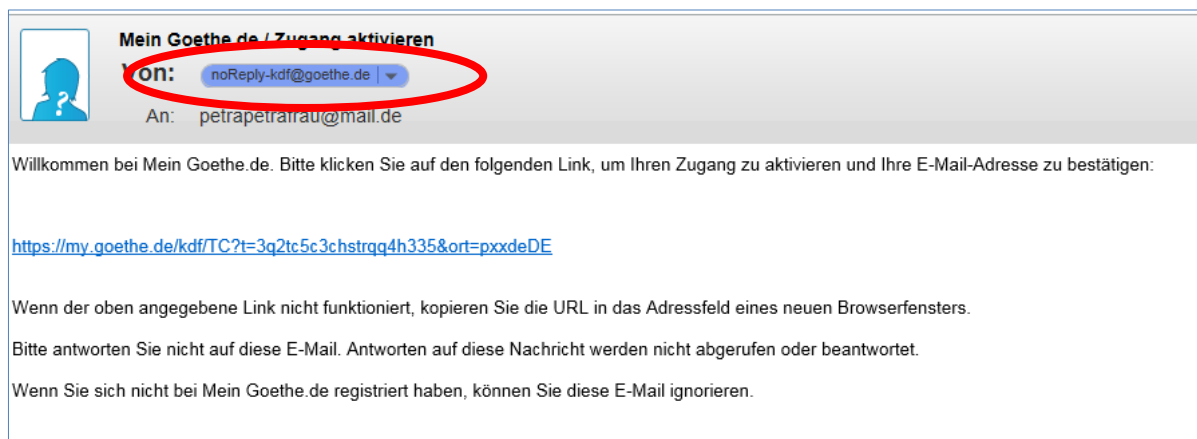 Mein Goethe.de / Zugang aktivieren
Von: noReply-kdf@goethe.de
An: petrapetrafrau@mail.de
Willkommen bei Mein Goethe.de. Bitte klicken Sie auf den folgenden Link, um Ihren Zugang zu aktivieren und Ihre E-Mail-Adresse zu bestätigen:
https://my.goethe.de/kdf/TC?t=3q2tc5c3chstrqq4h335&ort=pxxdeDE
Wenn der oben angegebene Link nicht funktioniert, kopieren Sie die URL in das Adressfeld eines neuen Browserfensters.
Bitte antworten Sie nicht auf diese E-Mail. Antworten auf diese Nachricht werden nicht abgerufen oder beantwortet.
Wenn Sie sich nicht bei Mein Goethe.de registriert haben, können Sie diese E-Mail ignorieren.